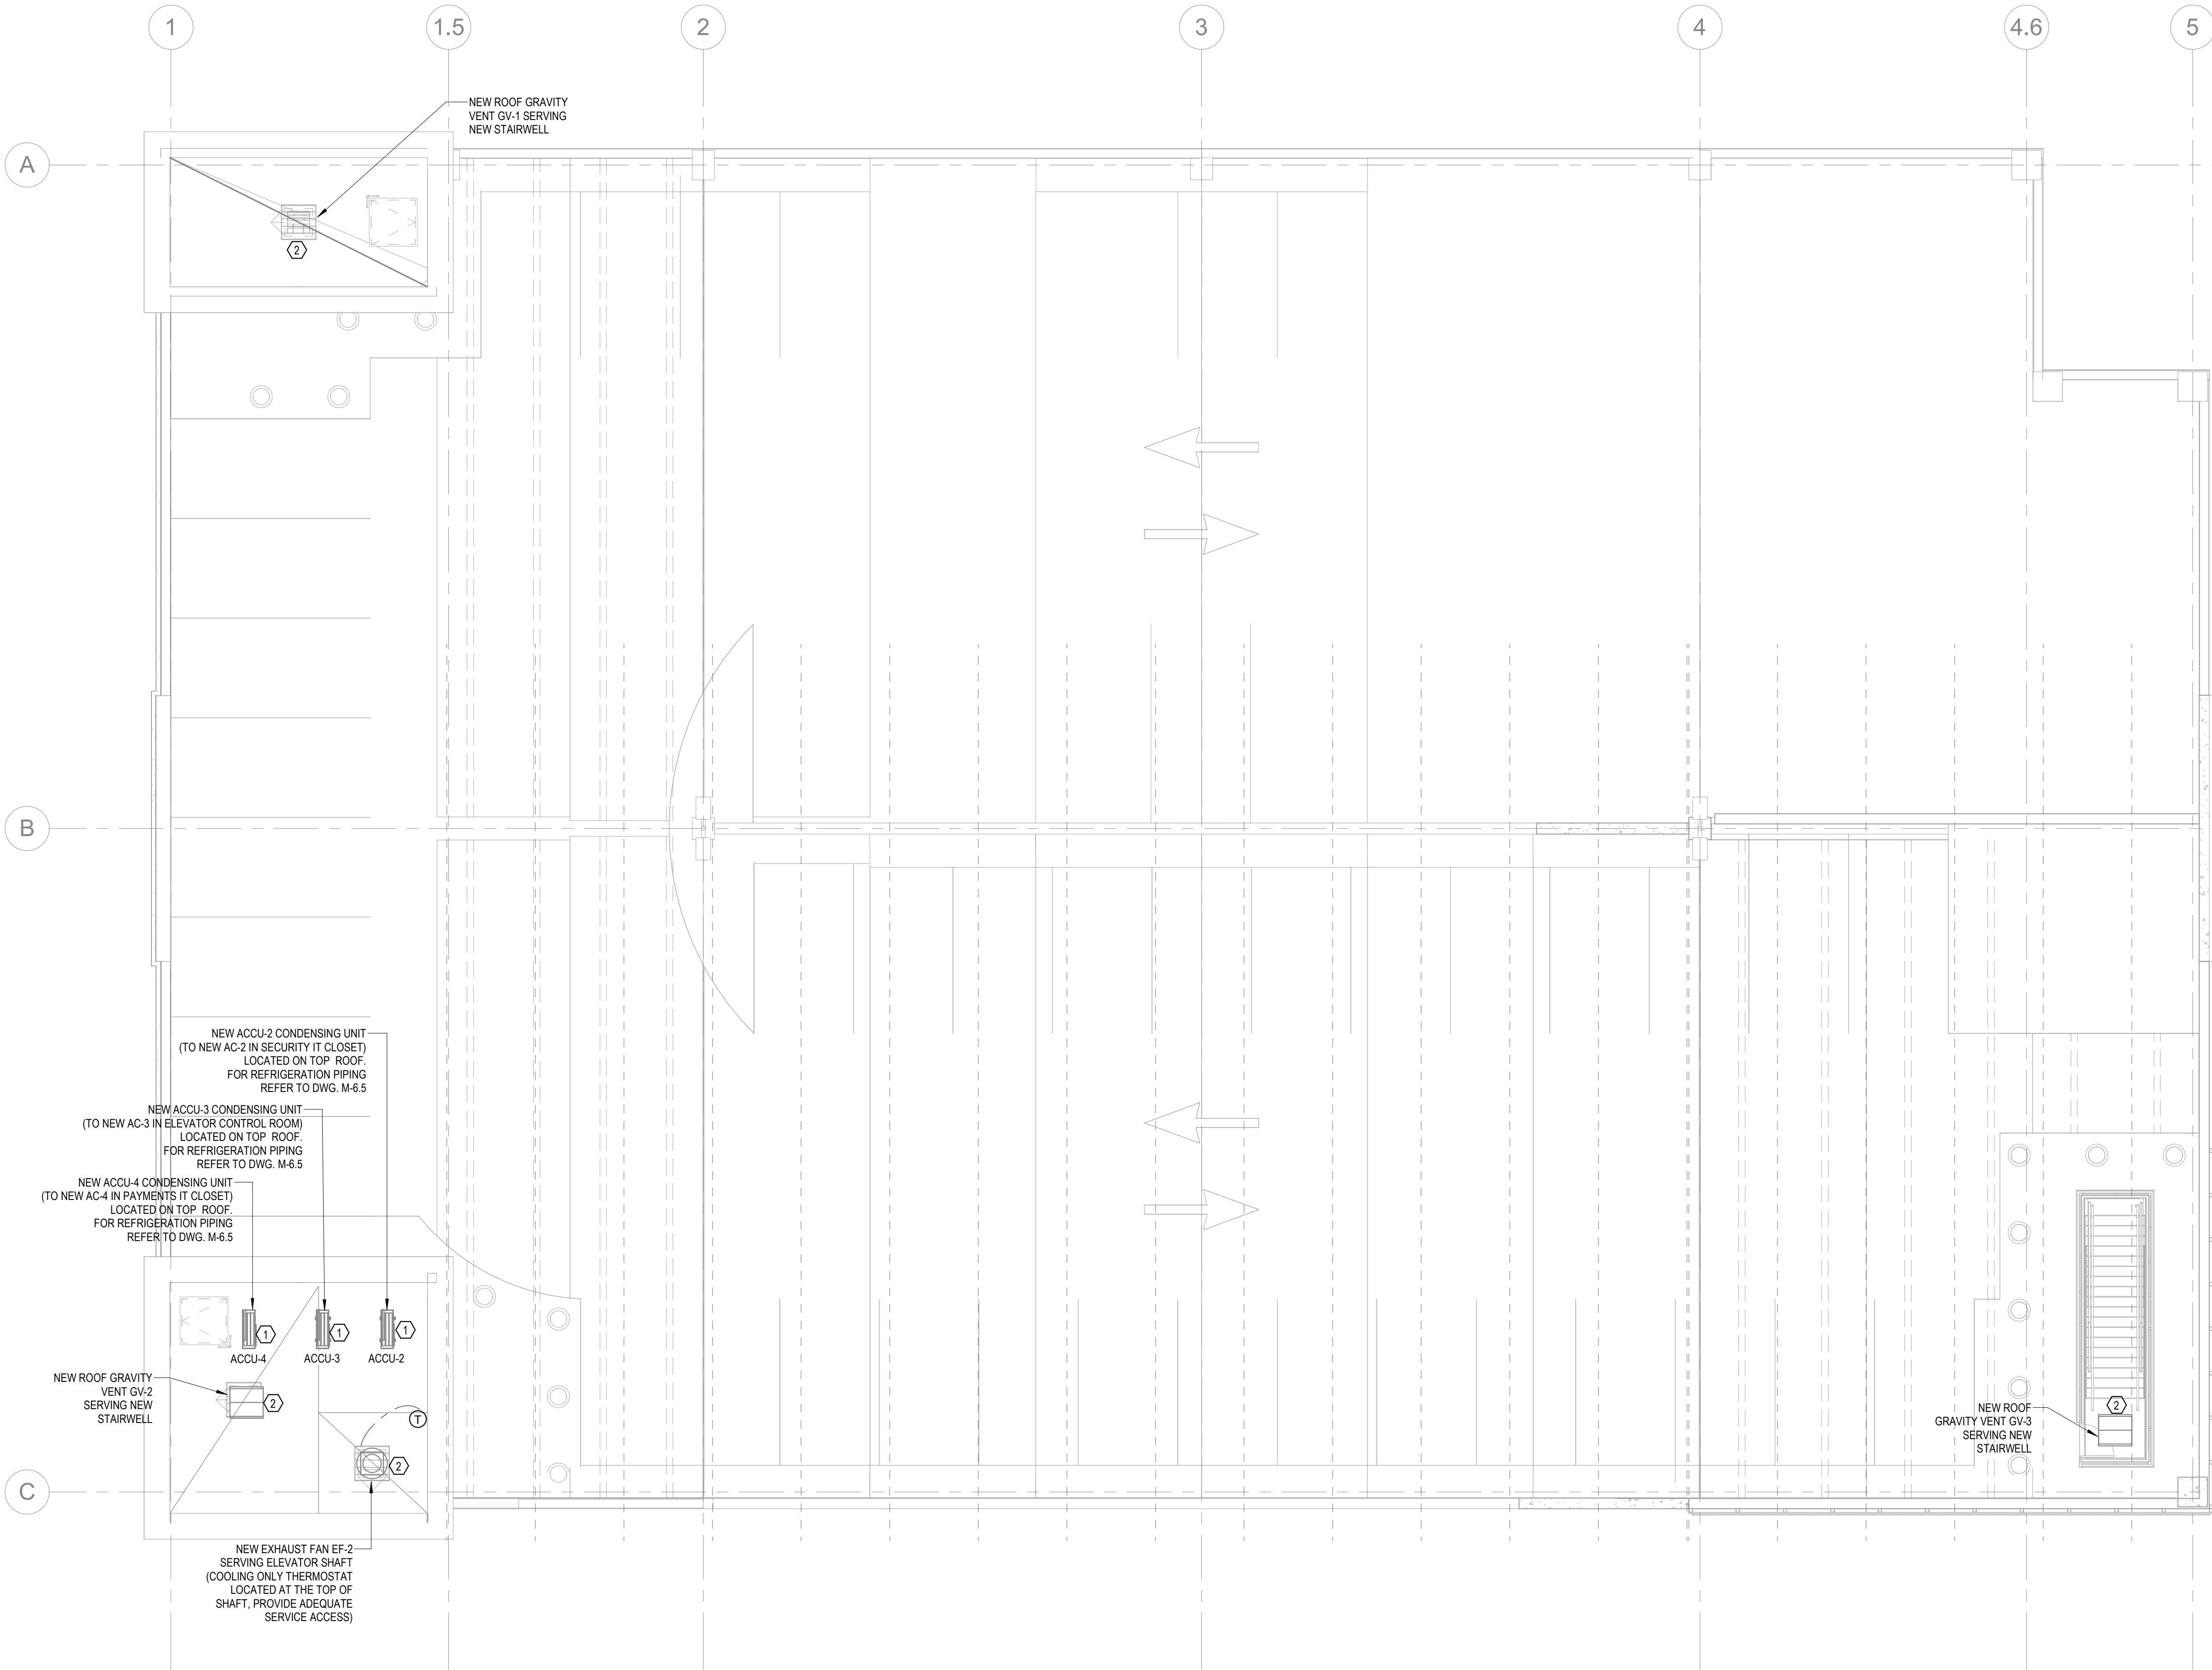 1
1.5
2
3
4
4.6
5
NEW ROOF GRAVITY
VENT GV-1 SERVING
NEW STAIRWELL
A
2
B
NEW ACCU-2 CONDENSING UNIT
(TO NEW AC-2 IN SECURITY IT CLOSET)
LOCATED ON TOP ROOF.
FOR REFRIGERATION PIPING
REFER TO DWG. M-6.5
NEW ACCU-3 CONDENSING UNIT
(TO NEW AC-3 IN ELEVATOR CONTROL ROOM)
LOCATED ON TOP ROOF.
FOR REFRIGERATION PIPING
REFER TO DWG. M-6.5
NEW ACCU-4 CONDENSING UNIT
(TO NEW AC-4 IN PAYMENTS IT CLOSET)
LOCATED ON TOP ROOF.
FOR REFRIGERATION PIPING
REFER TO DWG. M-6.5
1
1
1
ACCU-4
ACCU-3
ACCU-2
NEW ROOF GRAVITY
VENT GV-2
SERVING NEW
STAIRWELL
2
T
2
NEW ROOF
GRAVITY VENT GV-3
SERVING NEW
STAIRWELL
2
C
NEW EXHAUST FAN EF-2
SERVING ELEVATOR SHAFT
(COOLING ONLY THERMOSTAT
LOCATED AT THE TOP OF
SHAFT, PROVIDE ADEQUATE
SERVICE ACCESS)